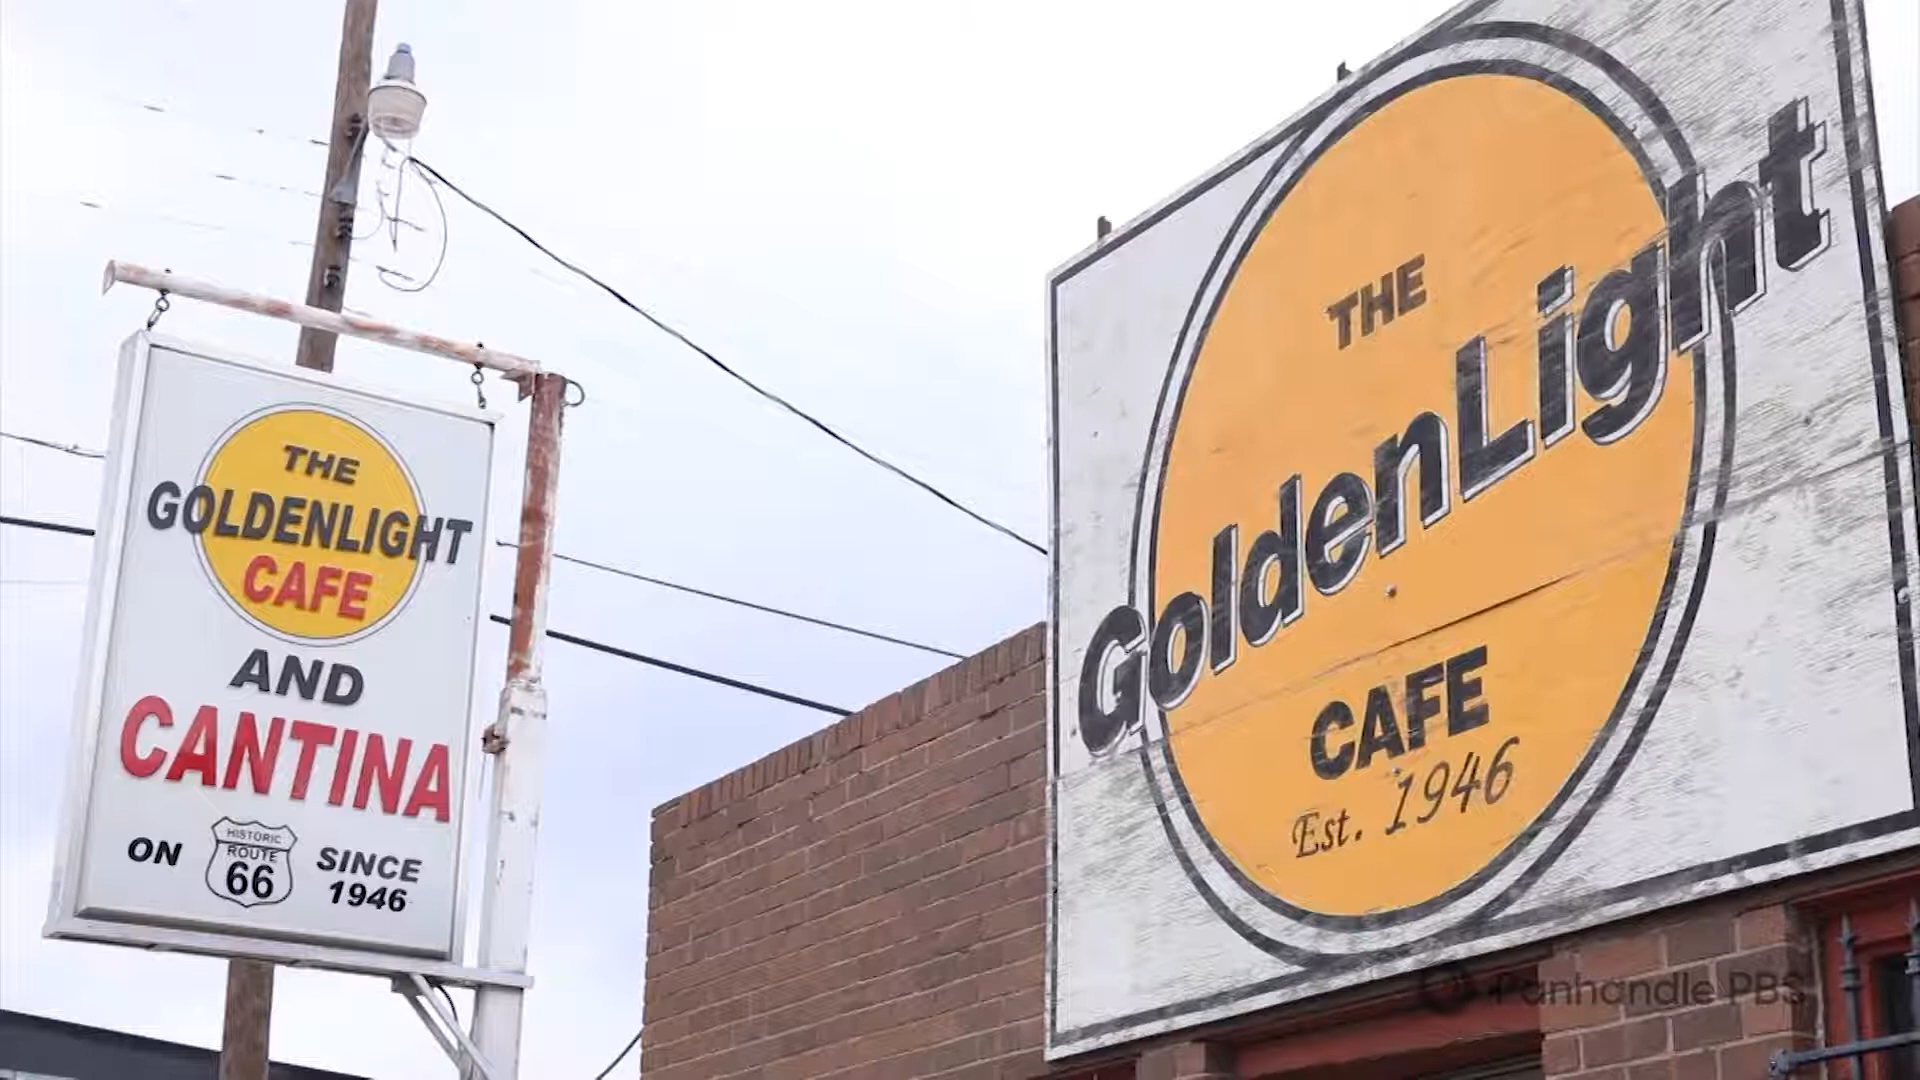 THE
GOLDENLIGHT
CAFE
AND
CANTINA
ON
HISTORIC
ROUTE
66
SINCE
1946
THE
GoldenLight
CAFE
Est. 1946
Panhandle PBS